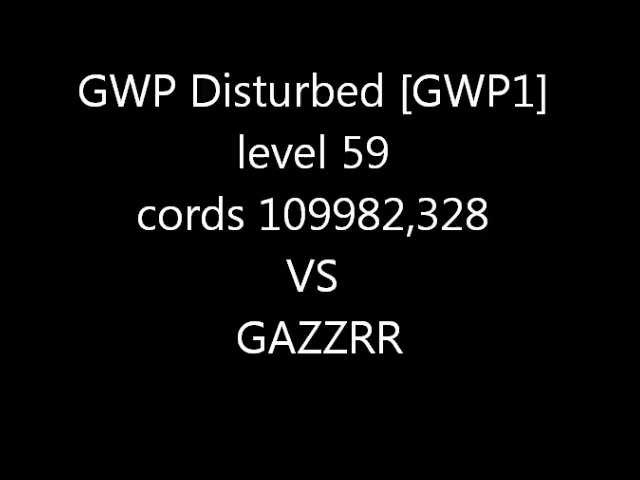 GWP Disturbed [GWP1]
level 59
cords 109982,328
VS
GAZZRR